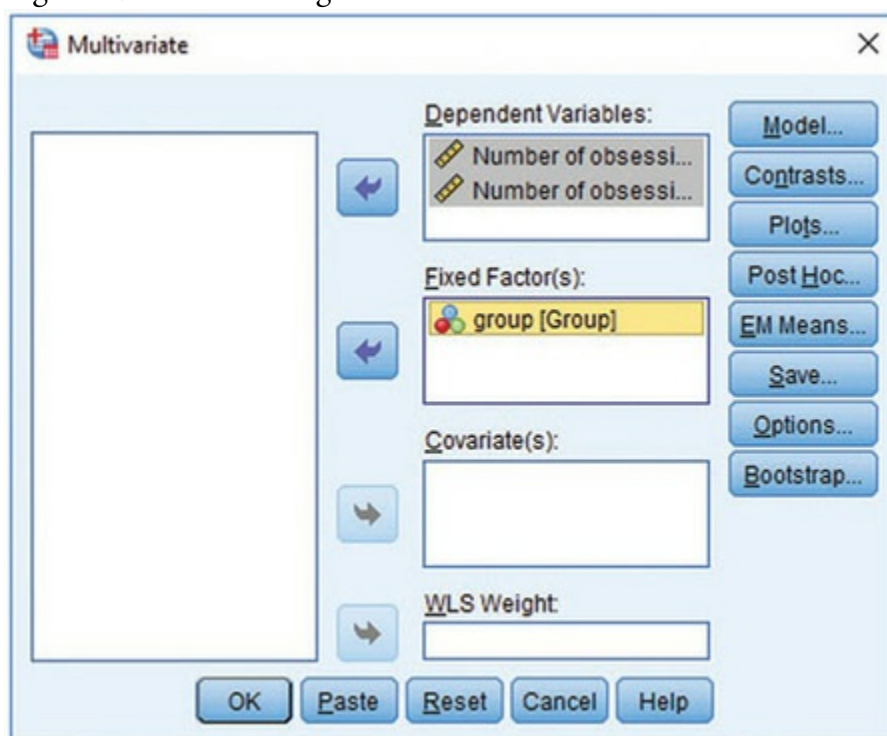 Multivariate
Dependent Variables:
Number of obsessi...
Number of obsessi...
Fixed Factor(s):
group [Group]
Covariate(s):
WLS Weight:
Model...
Contrasts...
Plots...
Post Hoc...
EM Means...
Save...
Options...
Bootstrap...
OK Paste Reset Cancel Help